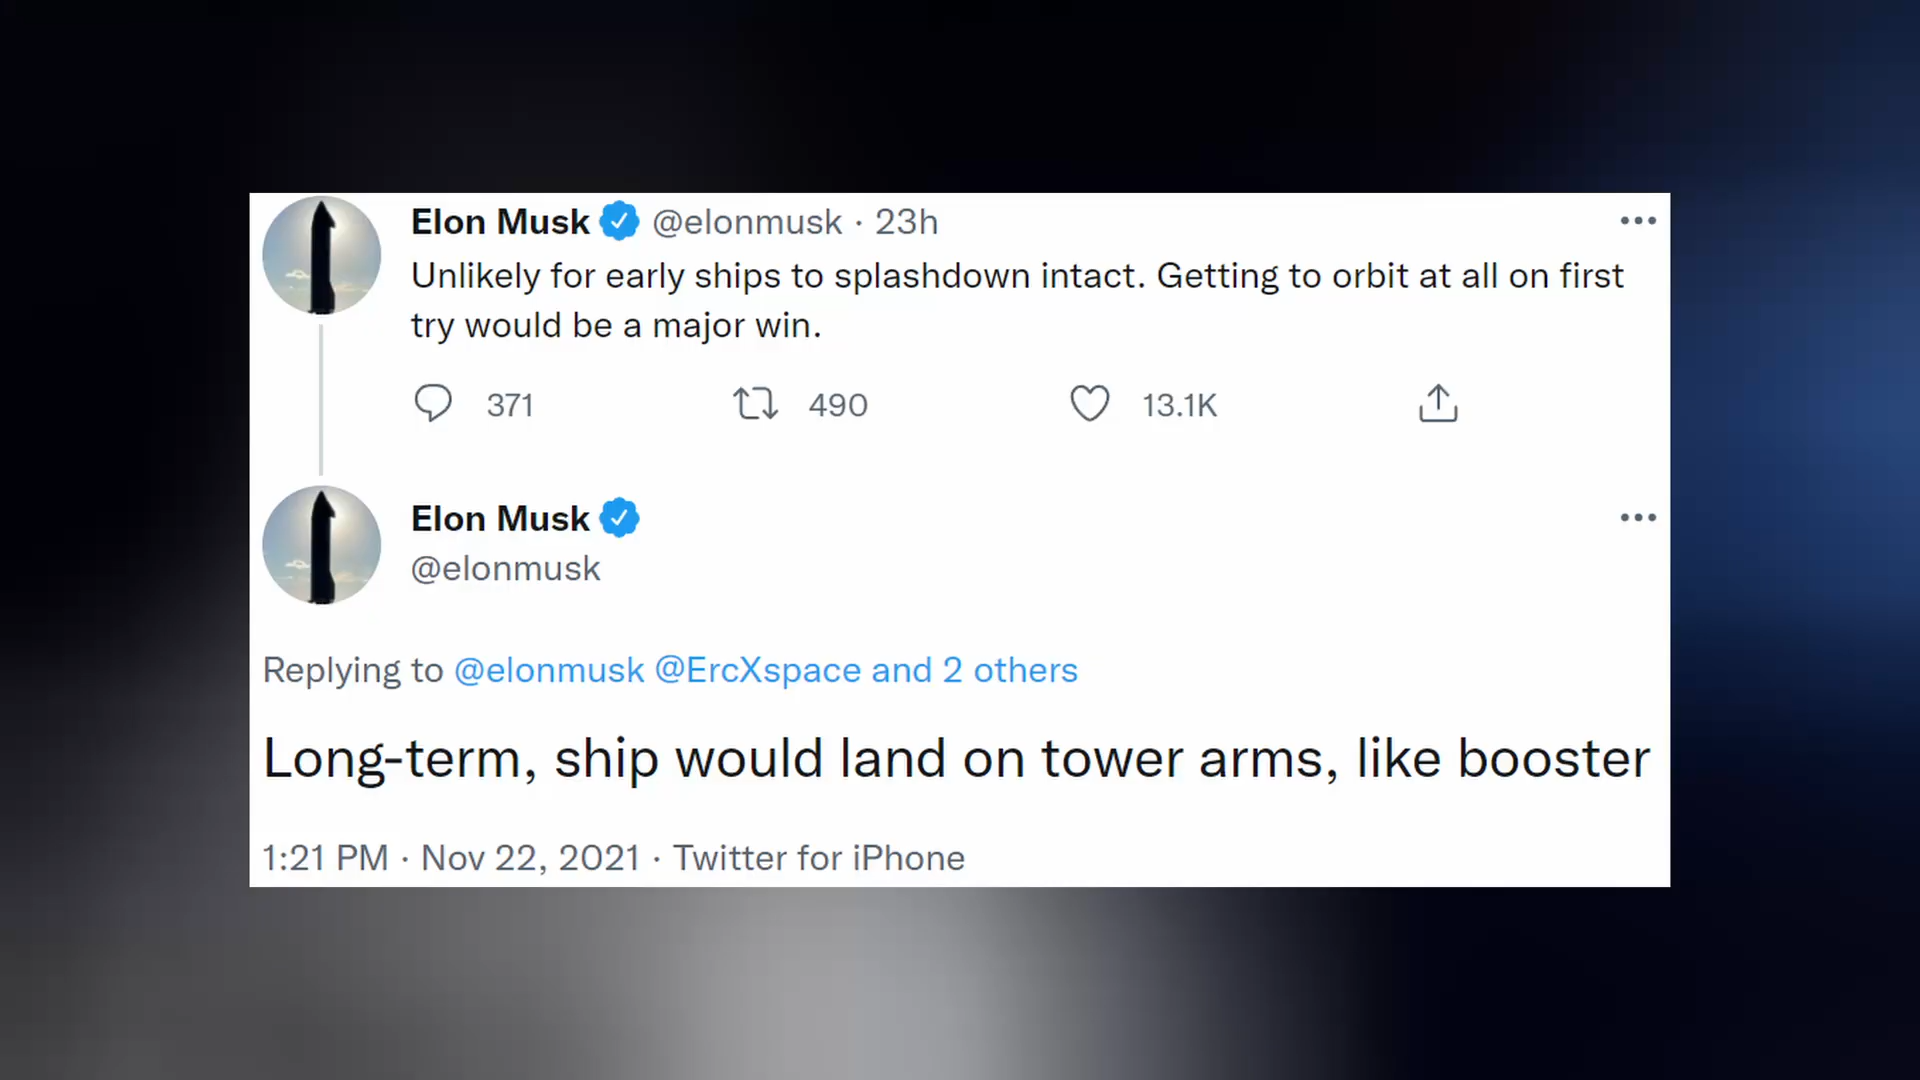 Elon Musk @elonmusk · 23h
Unlikely for early ships to splashdown intact. Getting to orbit at all on first
try would be a major win.
371 490 13.1K
Elon Musk
@elonmusk
Replying to @elonmusk @ErcXspace and 2 others
Long-term, ship would land on tower arms, like booster
1:21 PM · Nov 22, 2021 · Twitter for iPhone